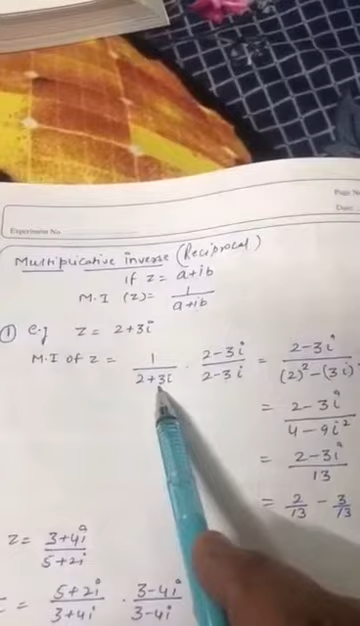 Page No
Date:
Experiment No.
Multiplicative inverse (Reciprocal)
if z = a+ib
M.I (z) = 1/(a+ib)
① e.g z = 2+3i
M.I of z = 1/(2+3i) · (2-3i)/(2-3i) = (2-3i)/((2)² - (3i)
= (2-3i)/(4-9i²)
= (2-3i)/13
= 2/13 - 3/13
z = (3+4i)/(5+2i)
= (5+2i)/(3+4i) · (3-4i)/(3-4i)